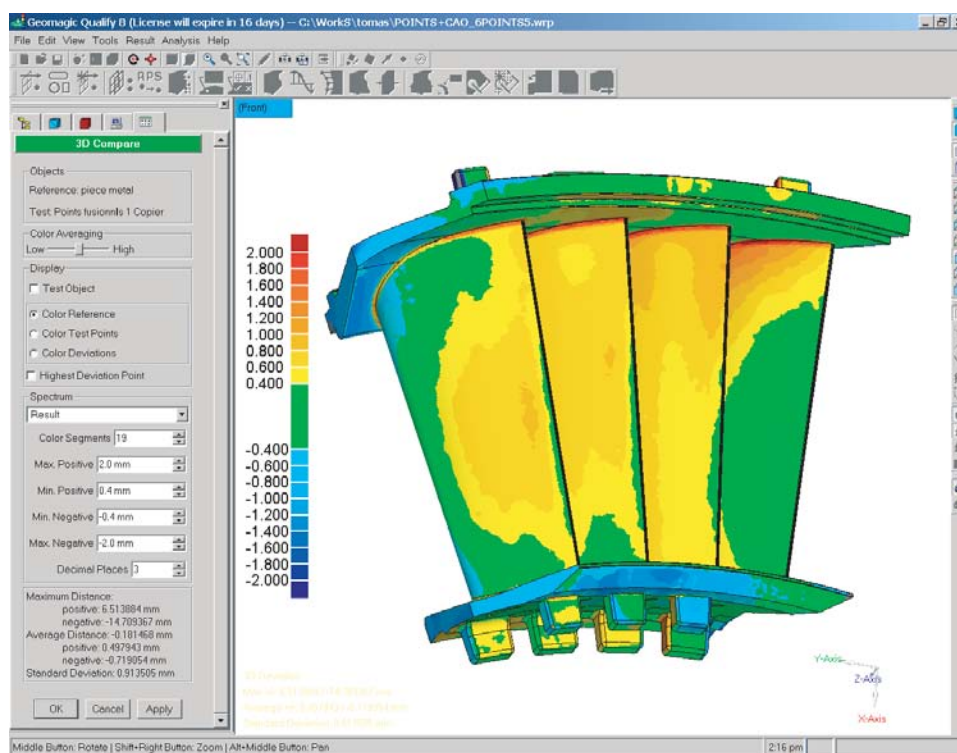 Geomagic Qualify 8 (License will expire in 16 days) -- C:\WorkS\tomas\POINTS+CAO_6POINTS5.wrp
File Edit View Tools Result Analysis Help
APS
(Front)
3D Compare
Objects
Reference: piece metal
Test: Points fusionnls 1 Copier
Color Averaging
Low High
Display
Test Object
Color Reference
Color Test Points
Color Deviations
Highest Deviation Point
Spectrum
Result
Color Segments 19
Max. Positive 2.0 mm
Min. Positive 0.4 mm
Min. Negative -0.4 mm
Max. Negative -2.0 mm
Decimal Places 3
Maximum Distance:
positive: 6.513884 mm
negative: -14.709367 mm
Average Distance: -0.181468 mm
positive: 0.497943 mm
negative: -0.719054 mm
Standard Deviation: 0.913505 mm
OK Cancel Apply
2.000
1.800
1.600
1.400
1.200
1.000
0.800
0.600
0.400
-0.400
-0.600
-0.800
-1.000
-1.200
-1.400
-1.600
-1.800
-2.000
Y-Axis
Z-Axis
X-Axis
Middle Button: Rotate | Shift+Right Button: Zoom | Alt+Middle Button: Pan
2:16 pm